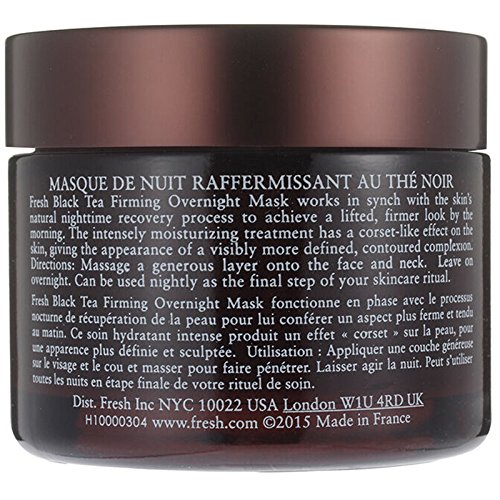 MASQUE DE NUIT RAFFERMISSANT AU THÉ NOIR
Fresh Black Tea Firming Overnight Mask works in synch with the skin's
natural nighttime recovery process to achieve a lifted, firmer look by the
morning. The intensely moisturizing treatment has a corset-like effect on the
skin, giving the appearance of a visibly more defined, contoured complexion.
Directions: Massage a generous layer onto the face and neck. Leave on
overnight. Can be used nightly as the final step of your skincare ritual.
Fresh Black Tea Firming Overnight Mask fonctionne en phase avec le processus
nocturne de récupération de la peau pour lui conférer un aspect plus ferme et tendu
au matin. Ce soin hydratant intense produit un effet « corset » sur la peau, pour
une apparence plus définie et sculptée. Utilisation : Appliquer une couche généreuse
sur le visage et le cou et masser pour faire pénétrer. Laisser agir la nuit. Peut s'utiliser
toutes les nuits en étape finale de votre rituel de soin.
Dist. Fresh Inc NYC 10022 USA London W1U 4RD UK
H10000304 www.fresh.com ©2015 Made in France